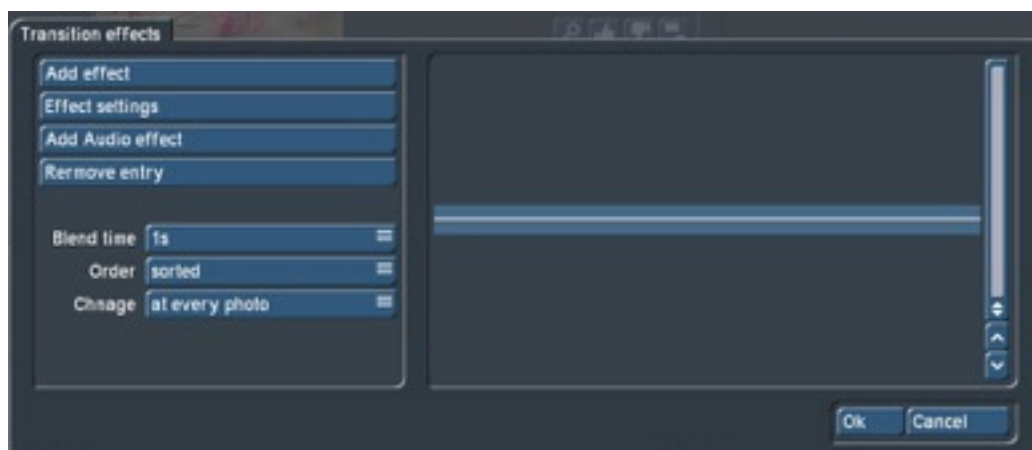 Transition effects
Add effect
Effect settings
Add Audio effect
Rermove entry
Blend time 1s
Order sorted
Chnage at every photo
Ok Cancel